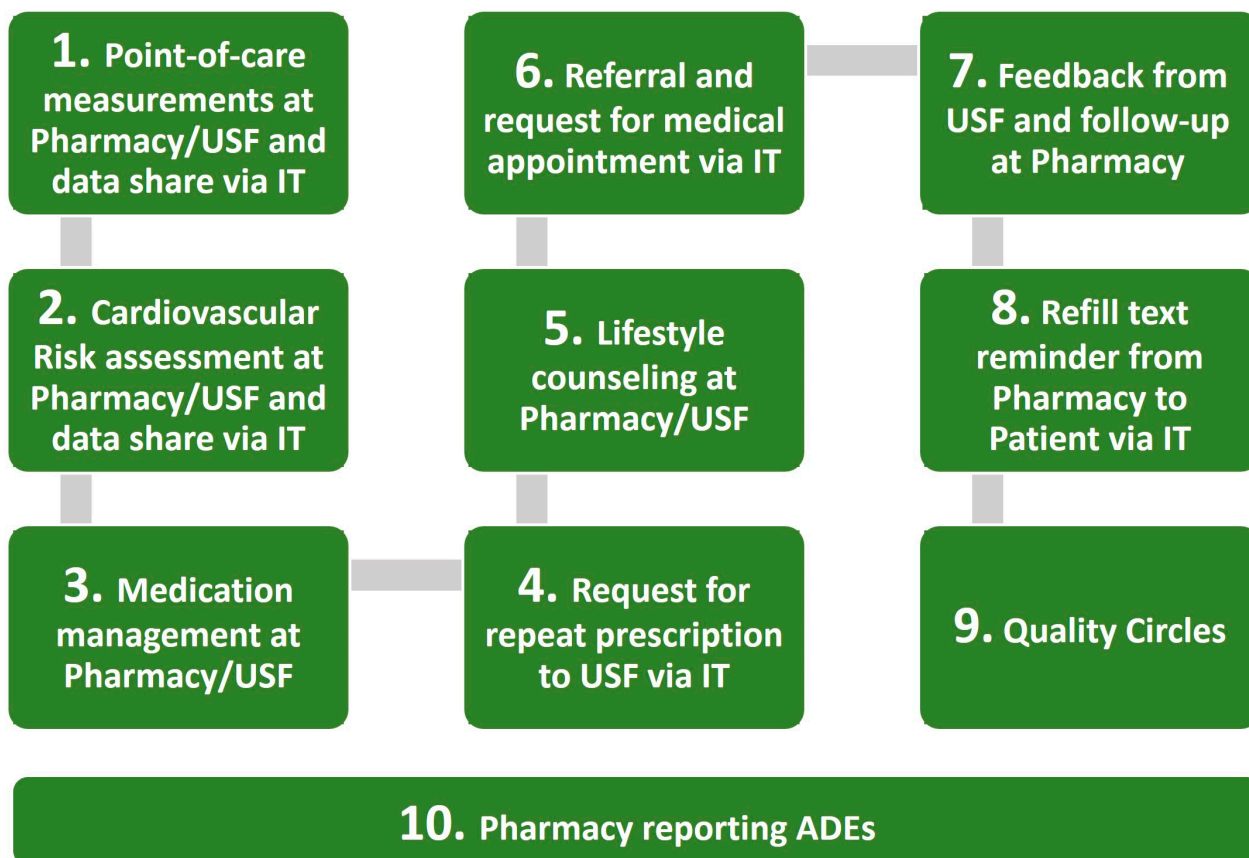 1. Point-of-care
measurements at
Pharmacy/USF and
data share via IT
2. Cardiovascular
Risk assessment at
Pharmacy/USF and
data share via IT
3. Medication
management at
Pharmacy/USF
4. Request for
repeat prescription
to USF via IT
5. Lifestyle
counseling at
Pharmacy/USF
6. Referral and
request for medical
appointment via IT
7. Feedback from
USF and follow-up
at Pharmacy
8. Refill text
reminder from
Pharmacy to
Patient via IT
9. Quality Circles
10. Pharmacy reporting ADEs